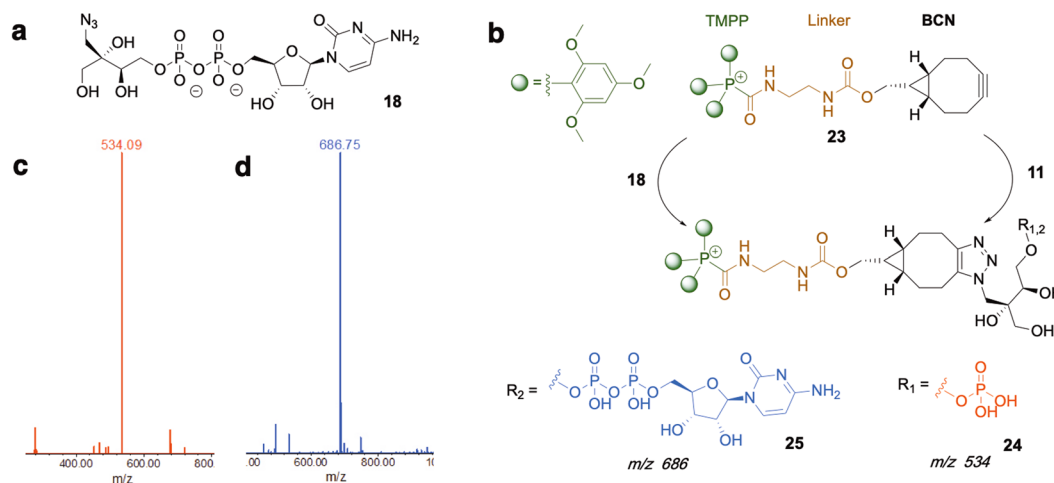 a
N3
OH
OH
OH
O
O
P
O
P
O
O
O
O
HO
OH
O
N
N
NH2
18
b
TMPP
Linker
BCN
O
O
O
P
O
H
N
N
H
O
O
H
H
23
18
11
P
O
H
N
N
H
O
O
H
H
N
N
N
R1,2
O
HO
OH
OH
c
534.09
400.00
600.00
800
m/z
d
686.75
.00
600.00
800.00
10
m/z
R2 =
O
O
O
P
O
P
O
OH
OH
O
HO
OH
O
N
N
NH2
25
m/z 686
R1 =
O
O
P
OH
OH
24
m/z 534